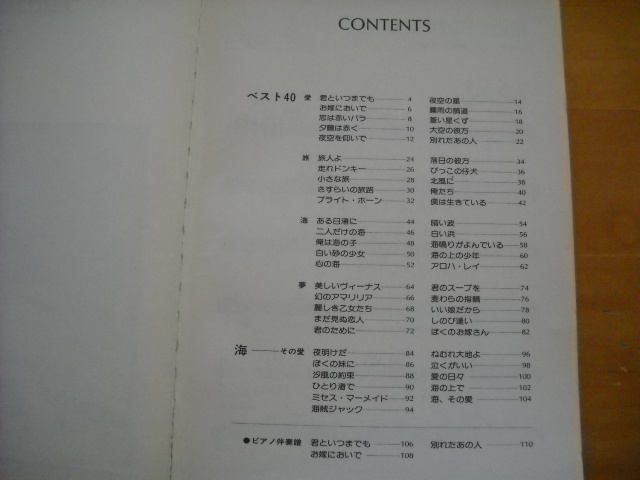 CONTENTS
ベスト40 愛 君といつまでも 4 夜空の星 14
お嫁においで 6 霧雨の舗道 16
恋は赤いバラ 8 蒼い星くず 18
夕陽は赤く 10 大空の彼方 20
夜空を仰いで 12 別れたあの人 22
旅 旅人よ 24 落日の彼方 34
走れドンキー 26 びっこの仔犬 36
小さな旅 28 北風に 38
さすらいの旅路 30 俺たち 40
ブライト・ホーン 32 僕は生きている 42
海 ある日渚に 44 暗い波 54
二人だけの海 46 白い浜 56
俺は海の子 48 海鳴りがよんでいる 58
白い砂の少女 50 海の上の少年 60
心の海 52 アロハ・レイ 62
夢 美しいヴィーナス 64 君のスープを 74
幻のアマリリア 66 麦わらの指輪 76
麗しき乙女たち 68 いい娘だから 78
まだ見ぬ恋人 70 しのび逢い 80
君のために 72 ぼくのお嫁さん 82
海 その愛 夜明けだ 84 ねむれ大地よ 96
ぼくの妹に 86 泣くがいい 98
汐風の約束 88 愛の日々 100
ひとり渚で 90 海の上で 102
ミセス・マーメイド 92 海、その愛 104
海賊ジャック 94
●ピアノ伴奏譜 君といつまでも 106 別れたあの人 110
お嫁においで 108